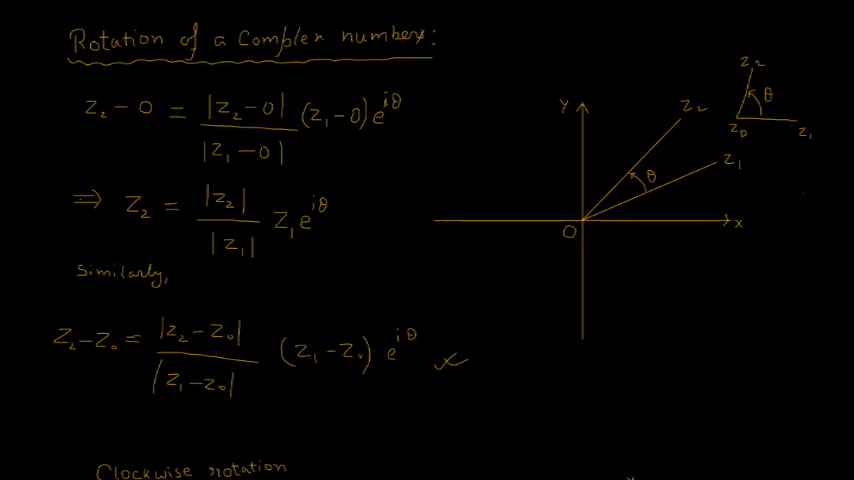 Rotation of a Complex number:
Z₂ - 0 = |Z₂ - 0| / |Z₁ - 0| (Z₁ - 0) e^{iθ}
⇒ Z₂ = |Z₂| / |Z₁| Z₁ e^{iθ}
Similarly,
Z₂ - Z₀ = |Z₂ - Z₀| / |Z₁ - Z₀| (Z₁ - Z₀) e^{iθ}
Clockwise rotation
Y
Z₂
θ
Z₁
O
X
Z₂
θ
Z₀
Z₁